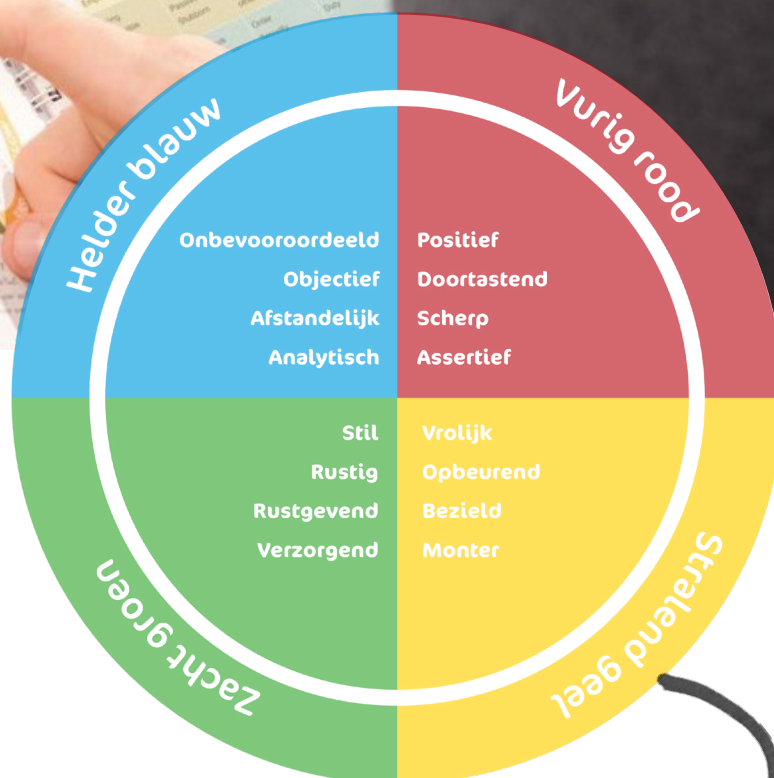 Helder blauw
Onbevooroordeeld
Objectief
Afstandelijk
Analytisch
Vurig rood
Positief
Doortastend
Scherp
Assertief
Zacht groen
Stil
Rustig
Rustgevend
Verzorgend
Stralend geel
Vrolijk
Opbeurend
Bezield
Monter